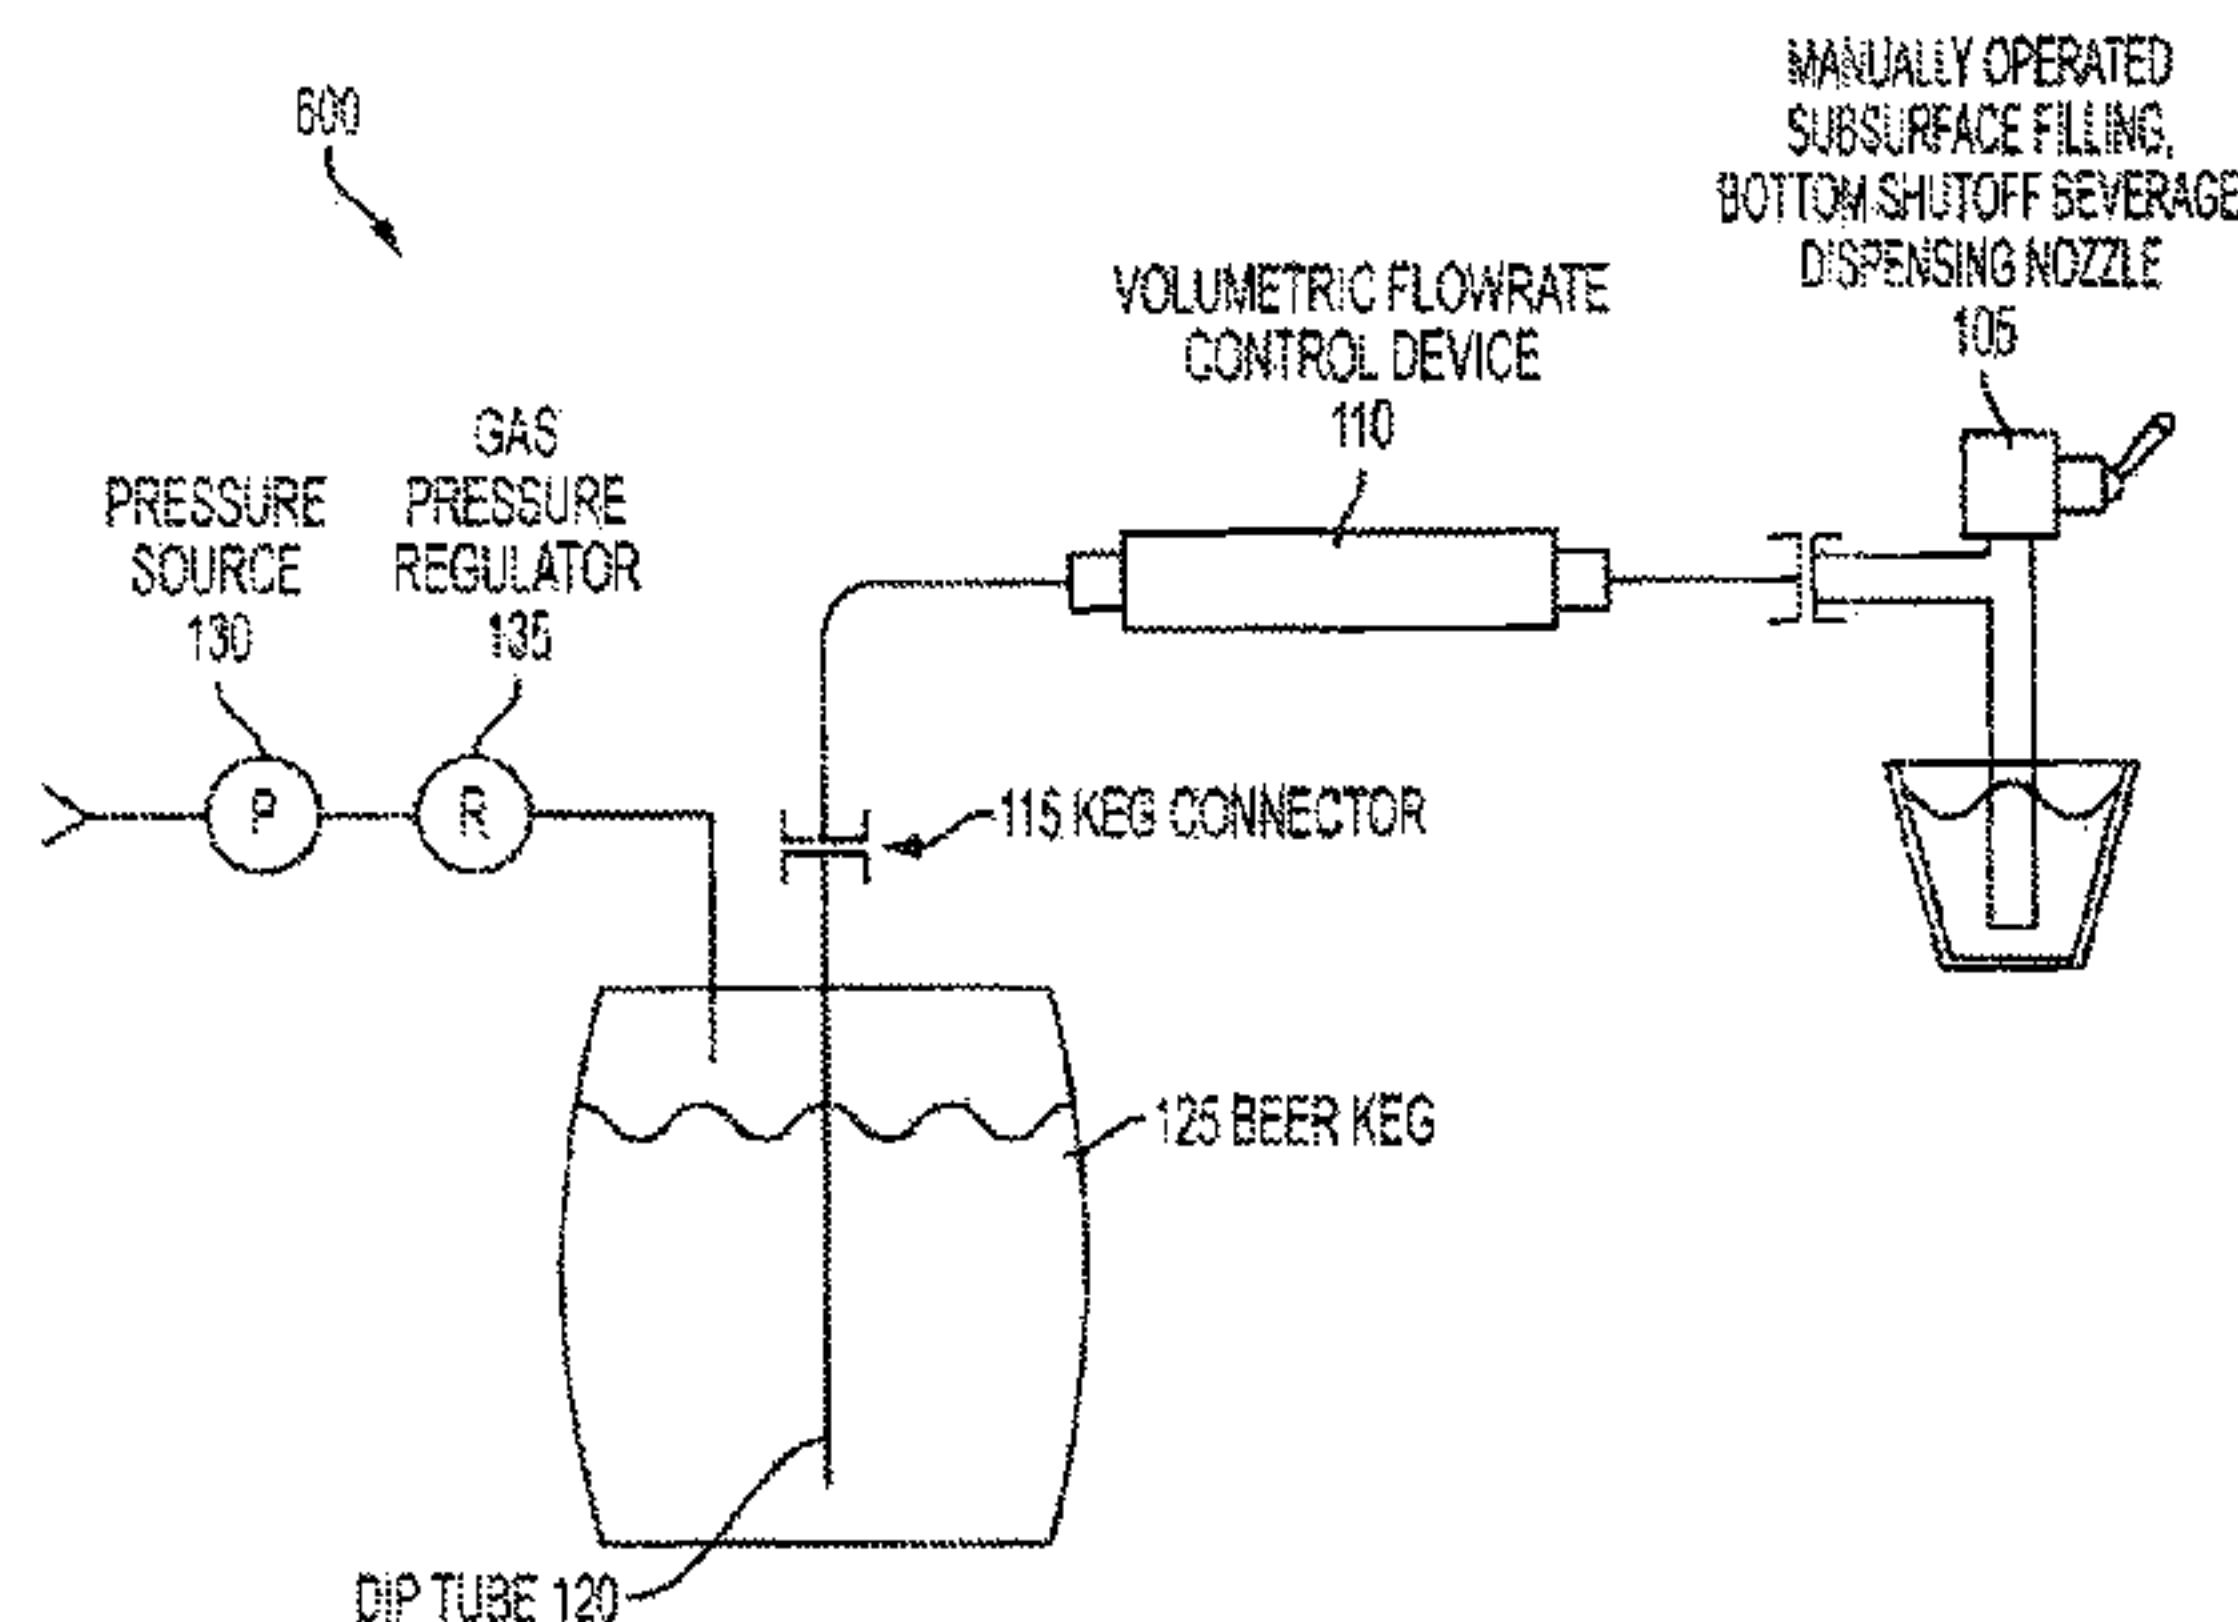 600
MANUALLY OPERATED
SUBSURFACE FILLING,
BOTTOM SHUTOFF BEVERAGE
DISPENSING NOZZLE
105
VOLUMETRIC FLOWRATE
CONTROL DEVICE
110
GAS
PRESSURE
REGULATOR
135
PRESSURE
SOURCE
130
P
R
115 KEG CONNECTOR
125 BEER KEG
DIP TUBE 120